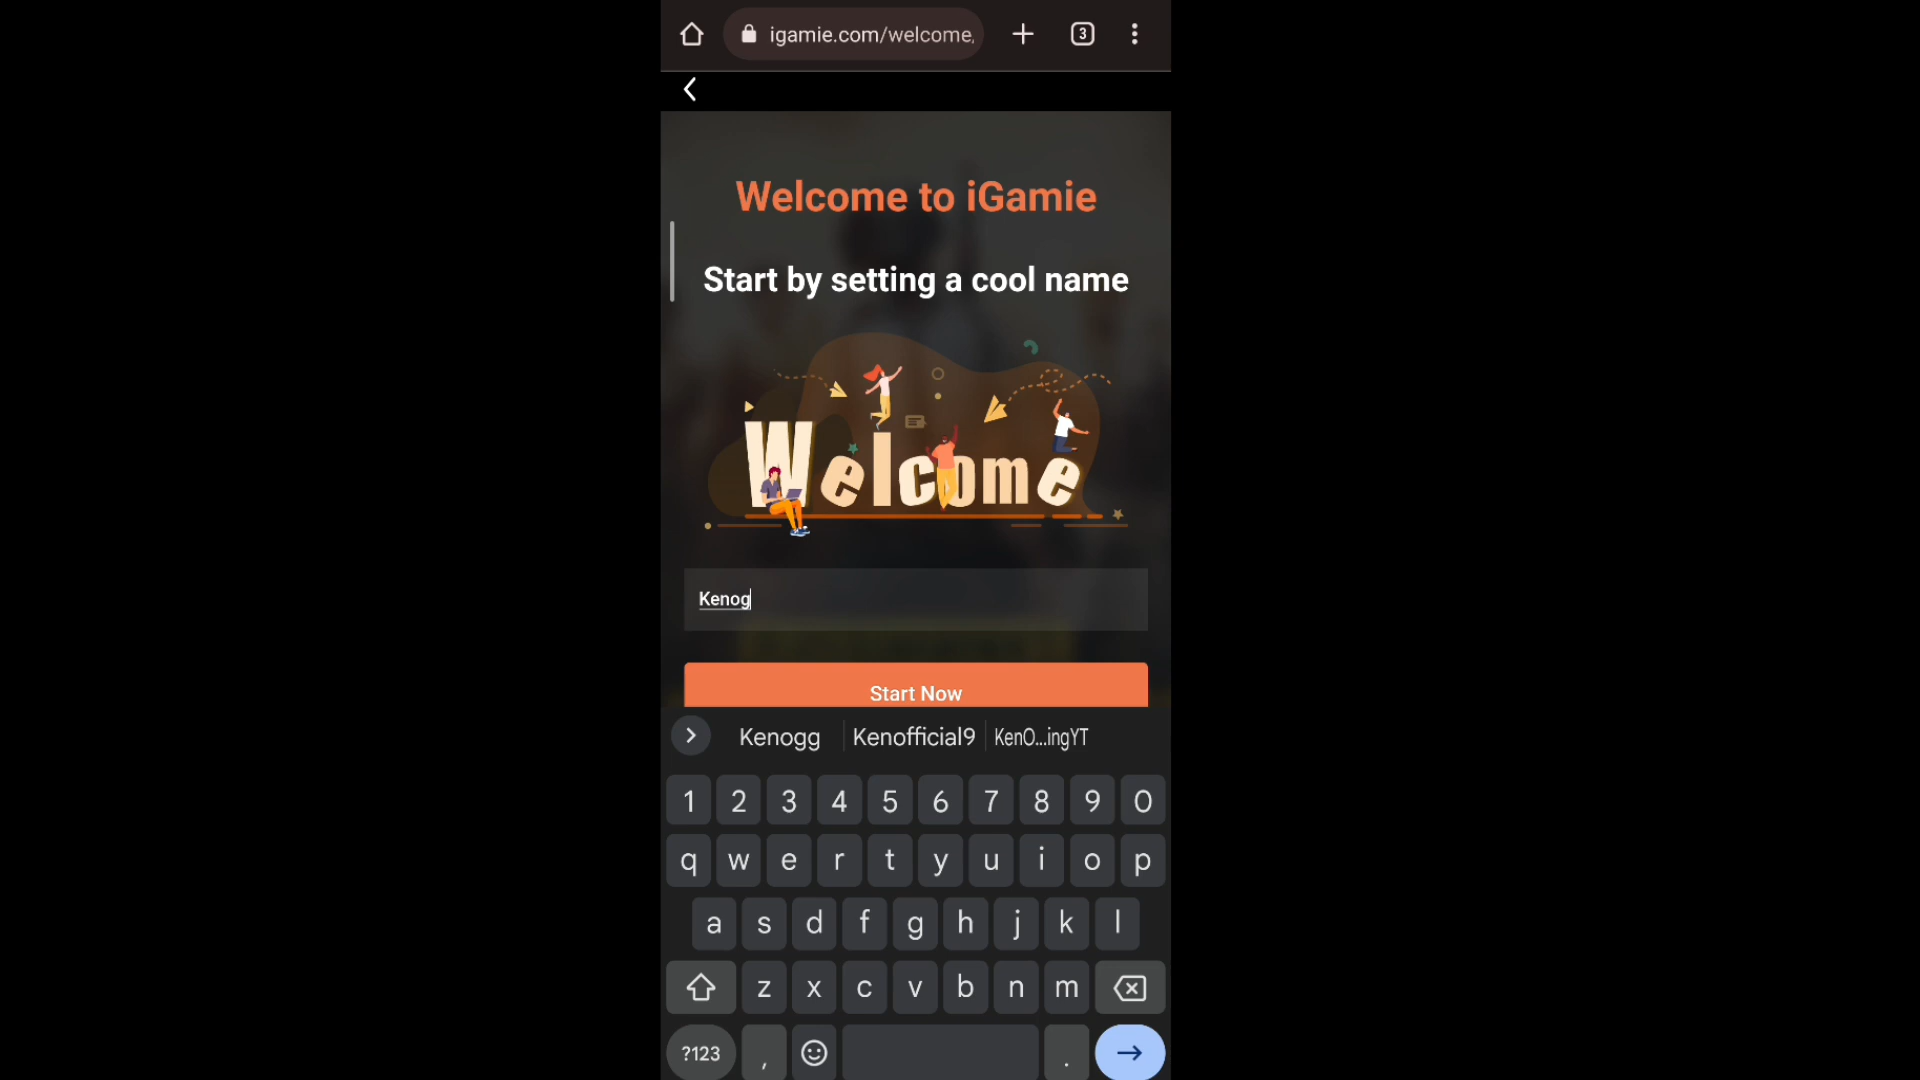 igamie.com/welcome,
3
Welcome to iGamie
Start by setting a cool name
Welcome
Kenog
Start Now
Kenogg Kenofficial9 KenO...ingYT
1 2 3 4 5 6 7 8 9 0
q w e r t y u i o p
a s d f g h j k l
z x c v b n m
?123 , .